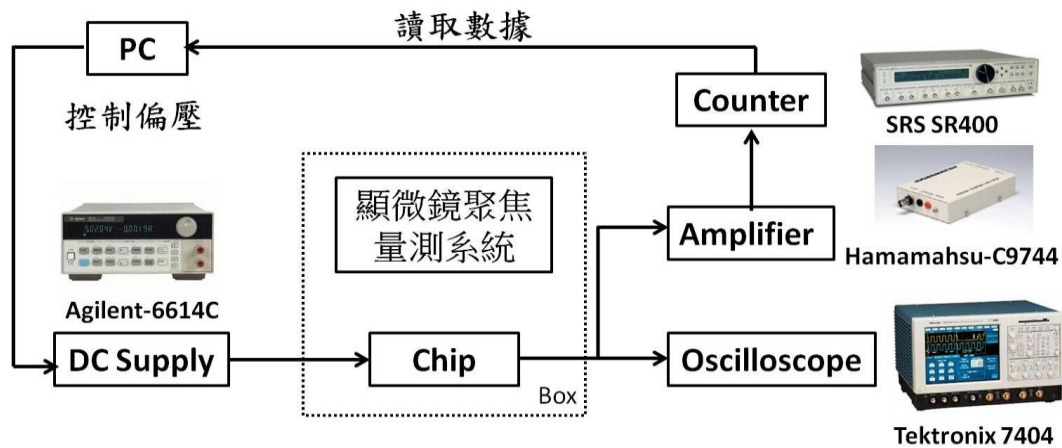 PC
讀取數據
控制偏壓
Counter
SRS SR400
顯微鏡聚焦
量測系統
Amplifier
Hamamahsu-C9744
Agilent-6614C
DC Supply
Chip
Oscilloscope
Box
Tektronix 7404